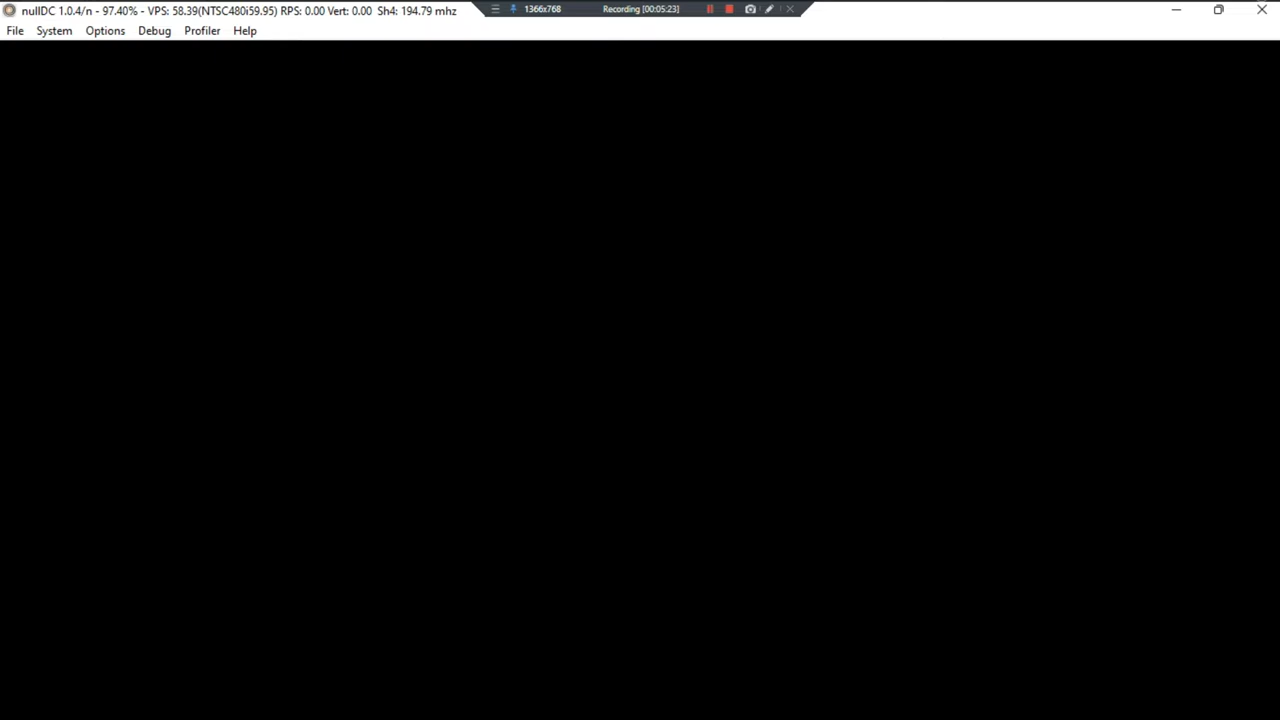 nullDC 1.0.4/n - 97.40% - VPS: 58.39(NTSC480i59.95) RPS: 0.00 Vert: 0.00 Sh4: 194.79 mhz
1366x768
Recording [00:05:23]
File System Options Debug Profiler Help